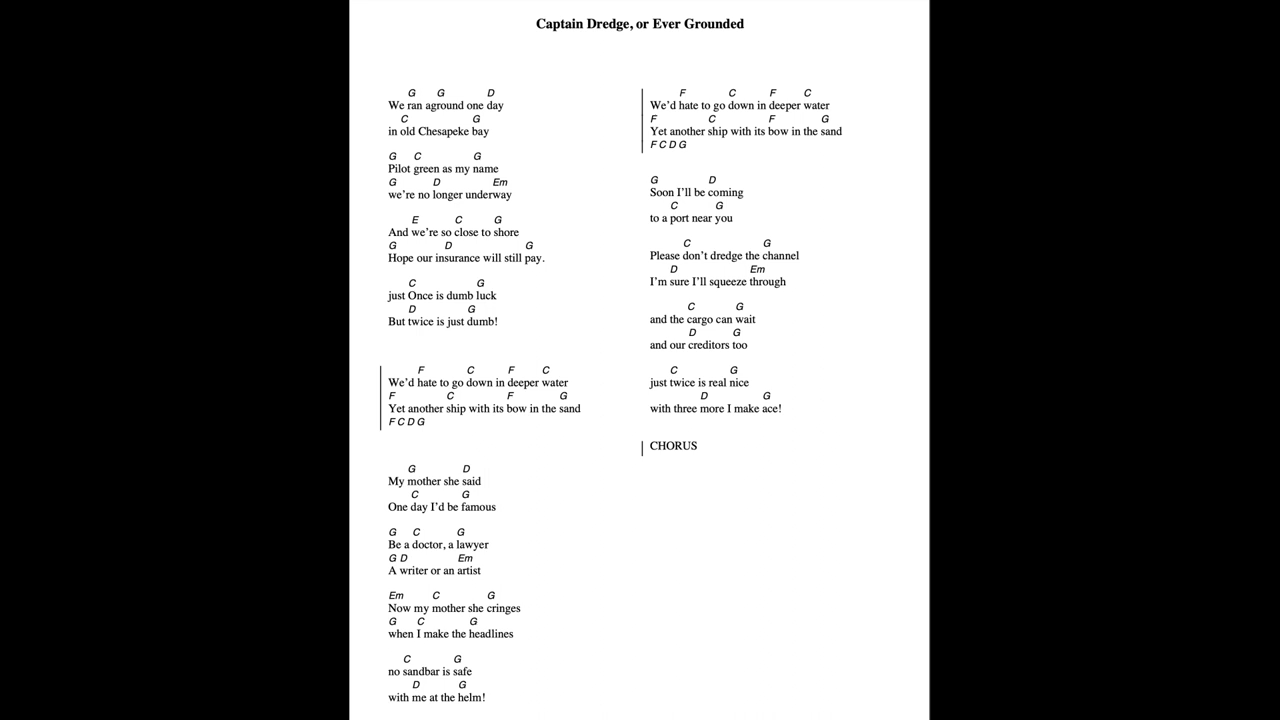 Captain Dredge, or Ever Grounded
G G D
We ran aground one day
C G
in old Chesapeke bay
G C G
Pilot green as my name
G D Em
we're no longer underway
E C G
And we're so close to shore
G D G
Hope our insurance will still pay.
C G
just Once is dumb luck
D G
But twice is just dumb!
F C F C
We'd hate to go down in deeper water
F C F G
Yet another ship with its bow in the sand
F C D G
G D
My mother she said
C G
One day I'd be famous
G C G
Be a doctor, a lawyer
G D Em
A writer or an artist
Em C G
Now my mother she cringes
G C G
when I make the headlines
C G
no sandbar is safe
D G
with me at the helm!
F C F C
We'd hate to go down in deeper water
F C F G
Yet another ship with its bow in the sand
F C D G
G D
Soon I'll be coming
C G
to a port near you
C G
Please don't dredge the channel
D Em
I'm sure I'll squeeze through
C G
and the cargo can wait
D G
and our creditors too
C G
just twice is real nice
D G
with three more I make ace!
CHORUS